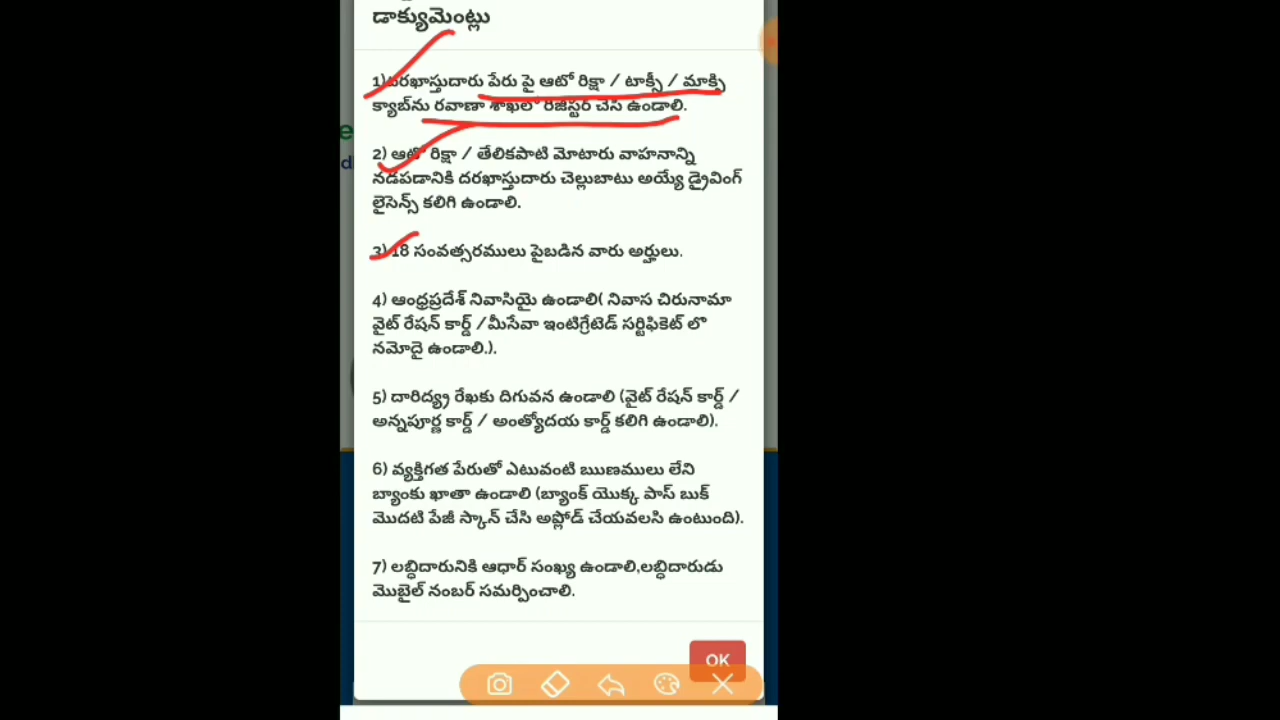 డాక్యుమెంట్లు
1)దరఖాస్తుదారు పేరు పై ఆటో రిక్షా / టాక్సీ / మాక్సి
క్యాబ్‌ను రవాణా శాఖలో రిజిస్టర్ చేసి ఉండాలి.
2) ఆటో రిక్షా / తేలికపాటి మోటారు వాహనాన్ని
నడపడానికి దరఖాస్తుదారు చెల్లుబాటు అయ్యే డ్రైవింగ్
లైసెన్స్ కలిగి ఉండాలి.
3) 18 సంవత్సరములు పైబడిన వారు అర్హులు.
4) ఆంధ్రప్రదేశ్ నివాసియై ఉండాలి( నివాస చిరునామా
వైట్ రేషన్ కార్డ్ /మీసేవా ఇంటిగ్రేటెడ్ సర్టిఫికెట్ లొ
నమోదై ఉండాలి.).
5) దారిద్య్ర రేఖకు దిగువన ఉండాలి (వైట్ రేషన్ కార్డ్ /
అన్నపూర్ణ కార్డ్ / అంత్యోదయ కార్డ్ కలిగి ఉండాలి).
6) వ్యక్తిగత పేరుతో ఎటువంటి ఋణములు లేని
బ్యాంకు ఖాతా ఉండాలి (బ్యాంక్ యొక్క పాస్ బుక్
మొదటి పేజీ స్కాన్ చేసి అప్లోడ్ చేయవలసి ఉంటుంది).
7) లబ్ధిదారునికి ఆధార్ సంఖ్య ఉండాలి,లబ్ధిదారుడు
మొబైల్ నంబర్ సమర్పించాలి.
OK